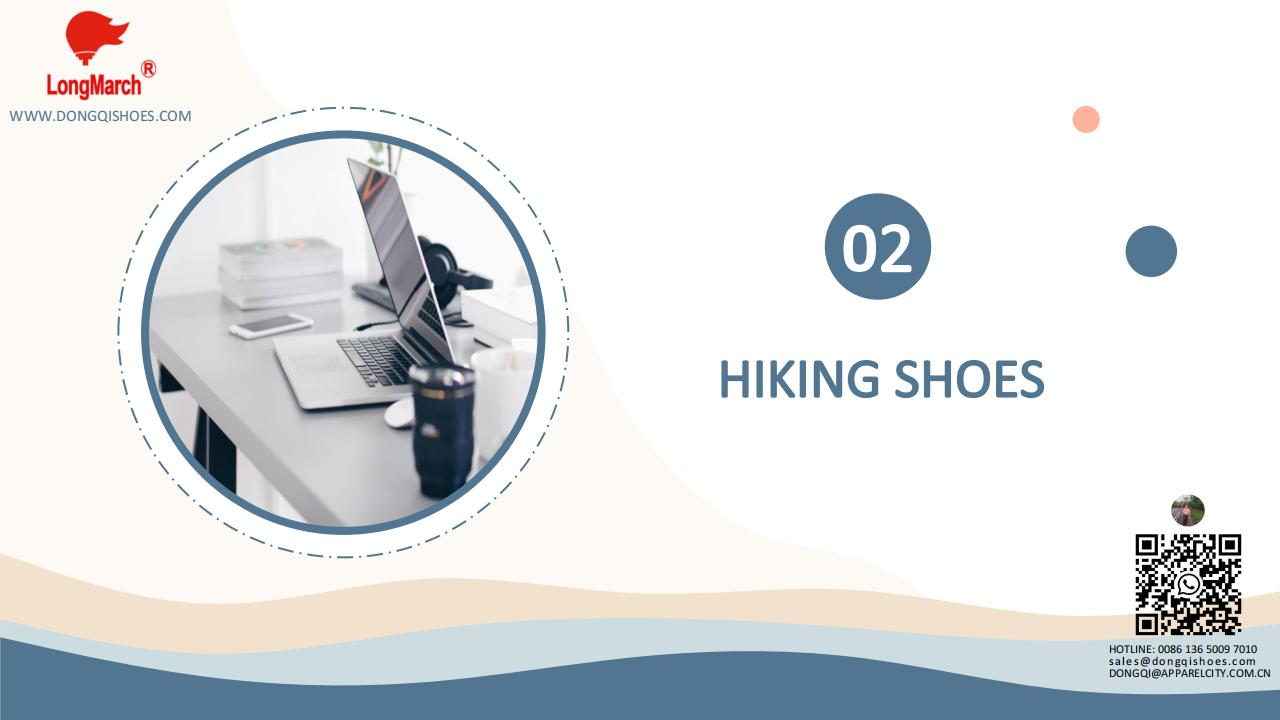 LongMarch®
WWW.DONGQISHOES.COM
02
HIKING SHOES
HOTLINE: 0086 136 5009 7010
sales@dongqishoes.com
DONGQI@APPARELCITY.COM.CN